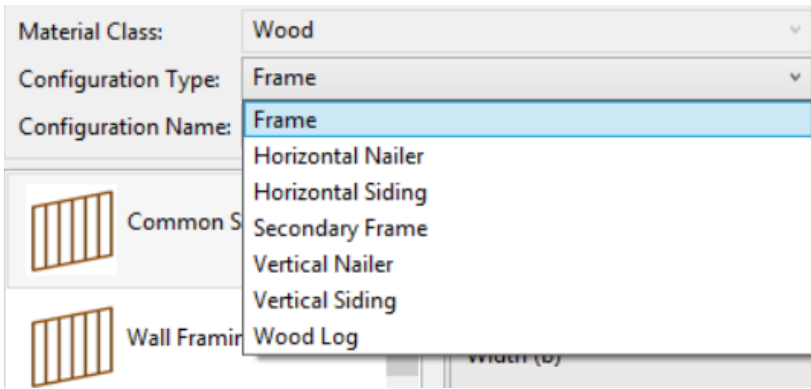 Material Class: Wood
Configuration Type: Frame
Configuration Name:
Frame
Horizontal Nailer
Horizontal Siding
Common S
Secondary Frame
Vertical Nailer
Vertical Siding
Wall Framin
Wood Log
Width (b)